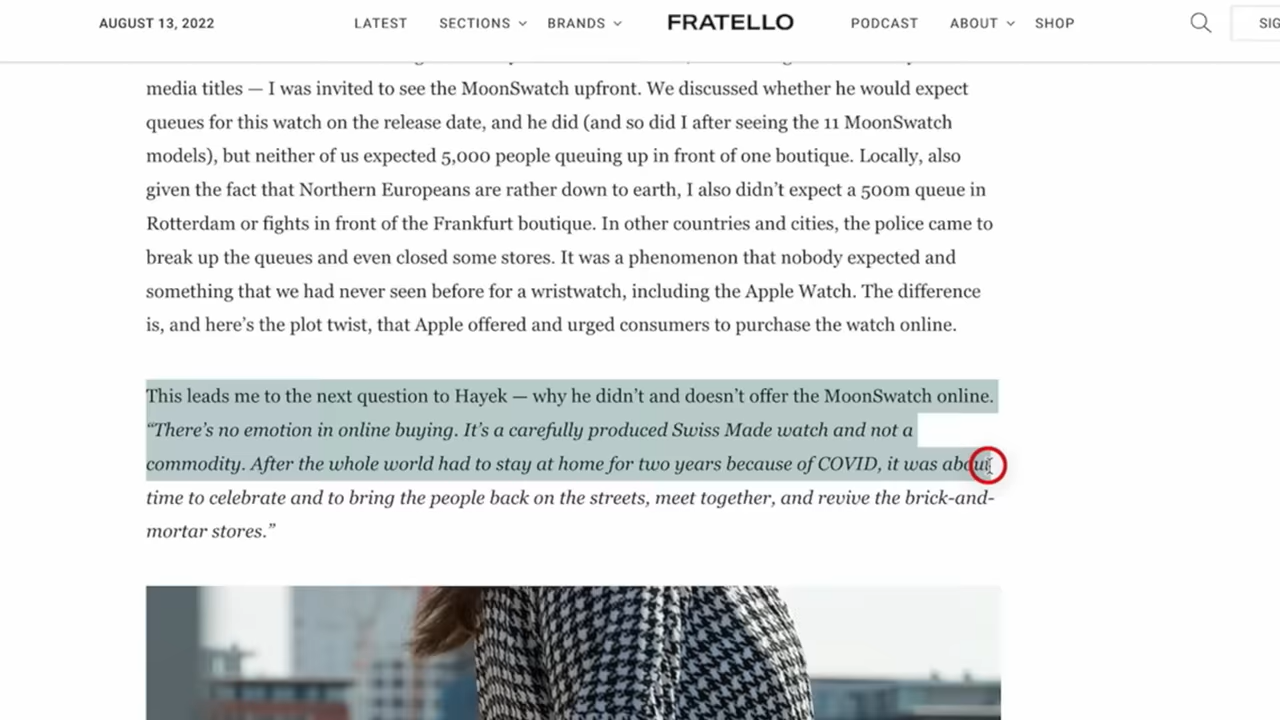 AUGUST 13, 2022 LATEST SECTIONS BRANDS FRATELLO PODCAST ABOUT SHOP
media titles — I was invited to see the MoonSwatch upfront. We discussed whether he would expect
queues for this watch on the release date, and he did (and so did I after seeing the 11 MoonSwatch
models), but neither of us expected 5,000 people queuing up in front of one boutique. Locally, also
given the fact that Northern Europeans are rather down to earth, I also didn’t expect a 500m queue in
Rotterdam or fights in front of the Frankfurt boutique. In other countries and cities, the police came to
break up the queues and even closed some stores. It was a phenomenon that nobody expected and
something that we had never seen before for a wristwatch, including the Apple Watch. The difference
is, and here’s the plot twist, that Apple offered and urged consumers to purchase the watch online.
This leads me to the next question to Hayek — why he didn’t and doesn’t offer the MoonSwatch online.
“There’s no emotion in online buying. It’s a carefully produced Swiss Made watch and not a
commodity. After the whole world had to stay at home for two years because of COVID, it was about
time to celebrate and to bring the people back on the streets, meet together, and revive the brick-and-
mortar stores.”